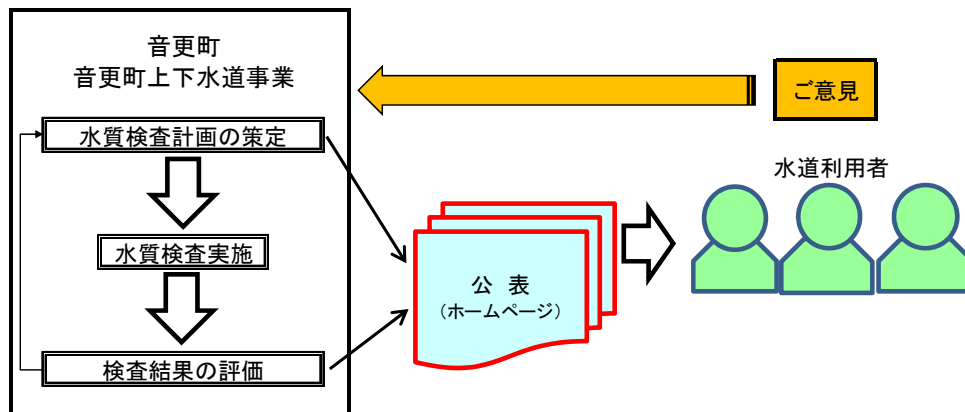 音更町
音更町上下水道事業
ご意見
水質検査計画の策定
水道利用者
水質検査実施
公 表
（ホームページ）
検査結果の評価